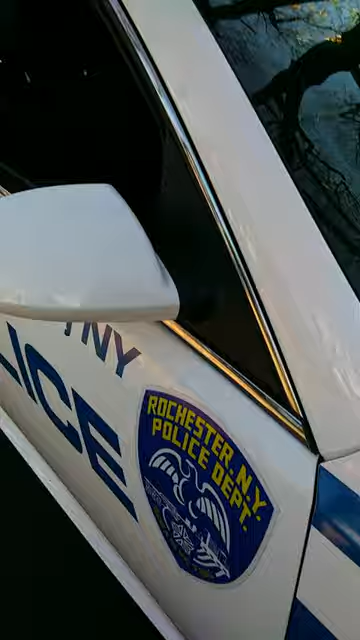 , NY
LICE
ROCHESTER, N.Y.
POLICE DEPT.